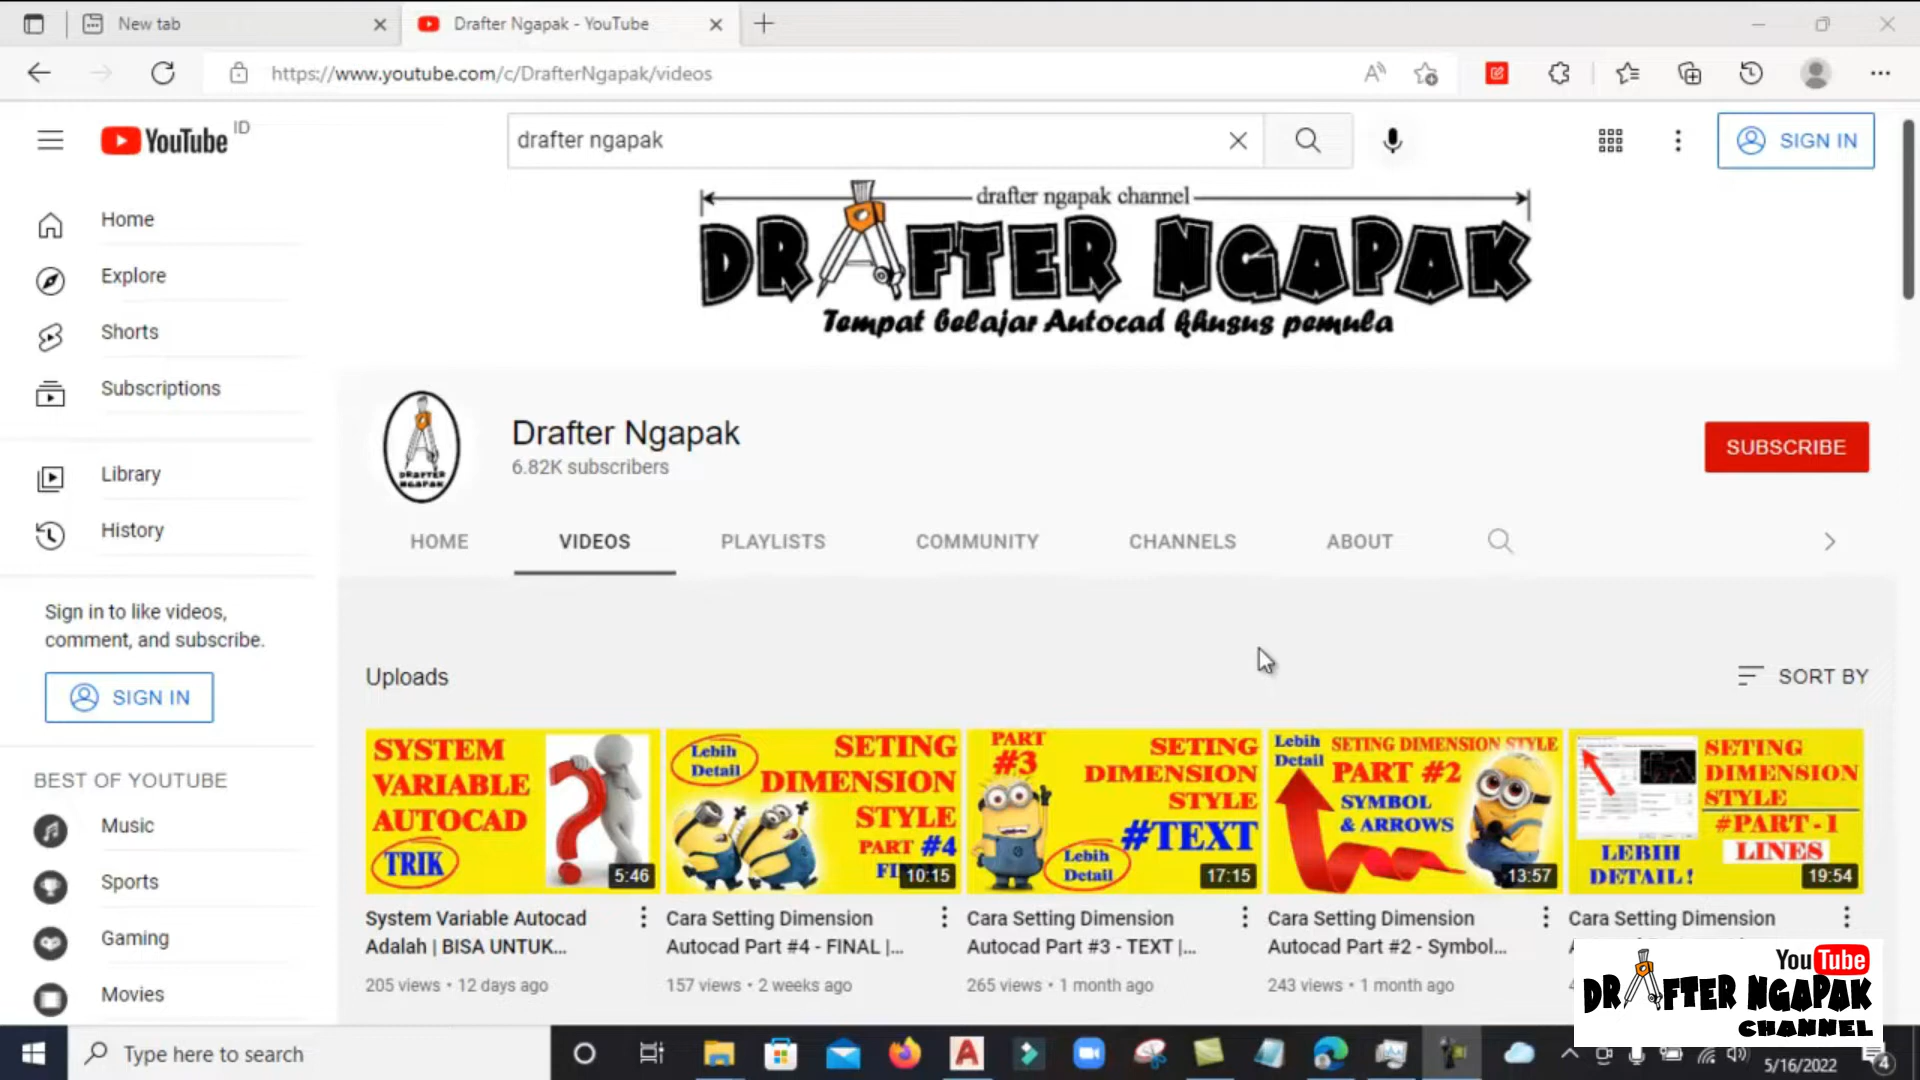 New tab
Drafter Ngapak - YouTube
https://www.youtube.com/c/DrafterNgapak/videos
YouTube ID
drafter ngapak
SIGN IN
drafter ngapak channel
DRAFTER NGAPAK
Tempat belajar Autocad khusus pemula
Home
Explore
Shorts
Subscriptions
Library
History
Sign in to like videos,
comment, and subscribe.
SIGN IN
BEST OF YOUTUBE
Music
Sports
Gaming
Movies
DRAFTER
NGAPAK
Drafter Ngapak
6.82K subscribers
SUBSCRIBE
HOME VIDEOS PLAYLISTS COMMUNITY CHANNELS ABOUT
Uploads
SORT BY
SYSTEM
VARIABLE
AUTOCAD
TRIK
5:46
System Variable Autocad
Adalah | BISA UNTUK...
205 views • 12 days ago
Lebih
Detail
SETING
DIMENSION
STYLE
PART #4
10:15
Cara Setting Dimension
Autocad Part #4 - FINAL |...
157 views • 2 weeks ago
PART
#3
SETING
DIMENSION
STYLE
#TEXT
Lebih
Detail
17:15
Cara Setting Dimension
Autocad Part #3 - TEXT |...
265 views • 1 month ago
Lebih
Detail
SETING DIMENSION STYLE
PART #2
SYMBOL
& ARROWS
13:57
Cara Setting Dimension
Autocad Part #2 - Symbol...
243 views • 1 month ago
SETING
DIMENSION
STYLE
#PART-1
LINES
LEBIH
DETAIL!
19:54
Cara Setting Dimension
YouTube
DRAFTER NGAPAK
CHANNEL
Type here to search
5/16/2022
4